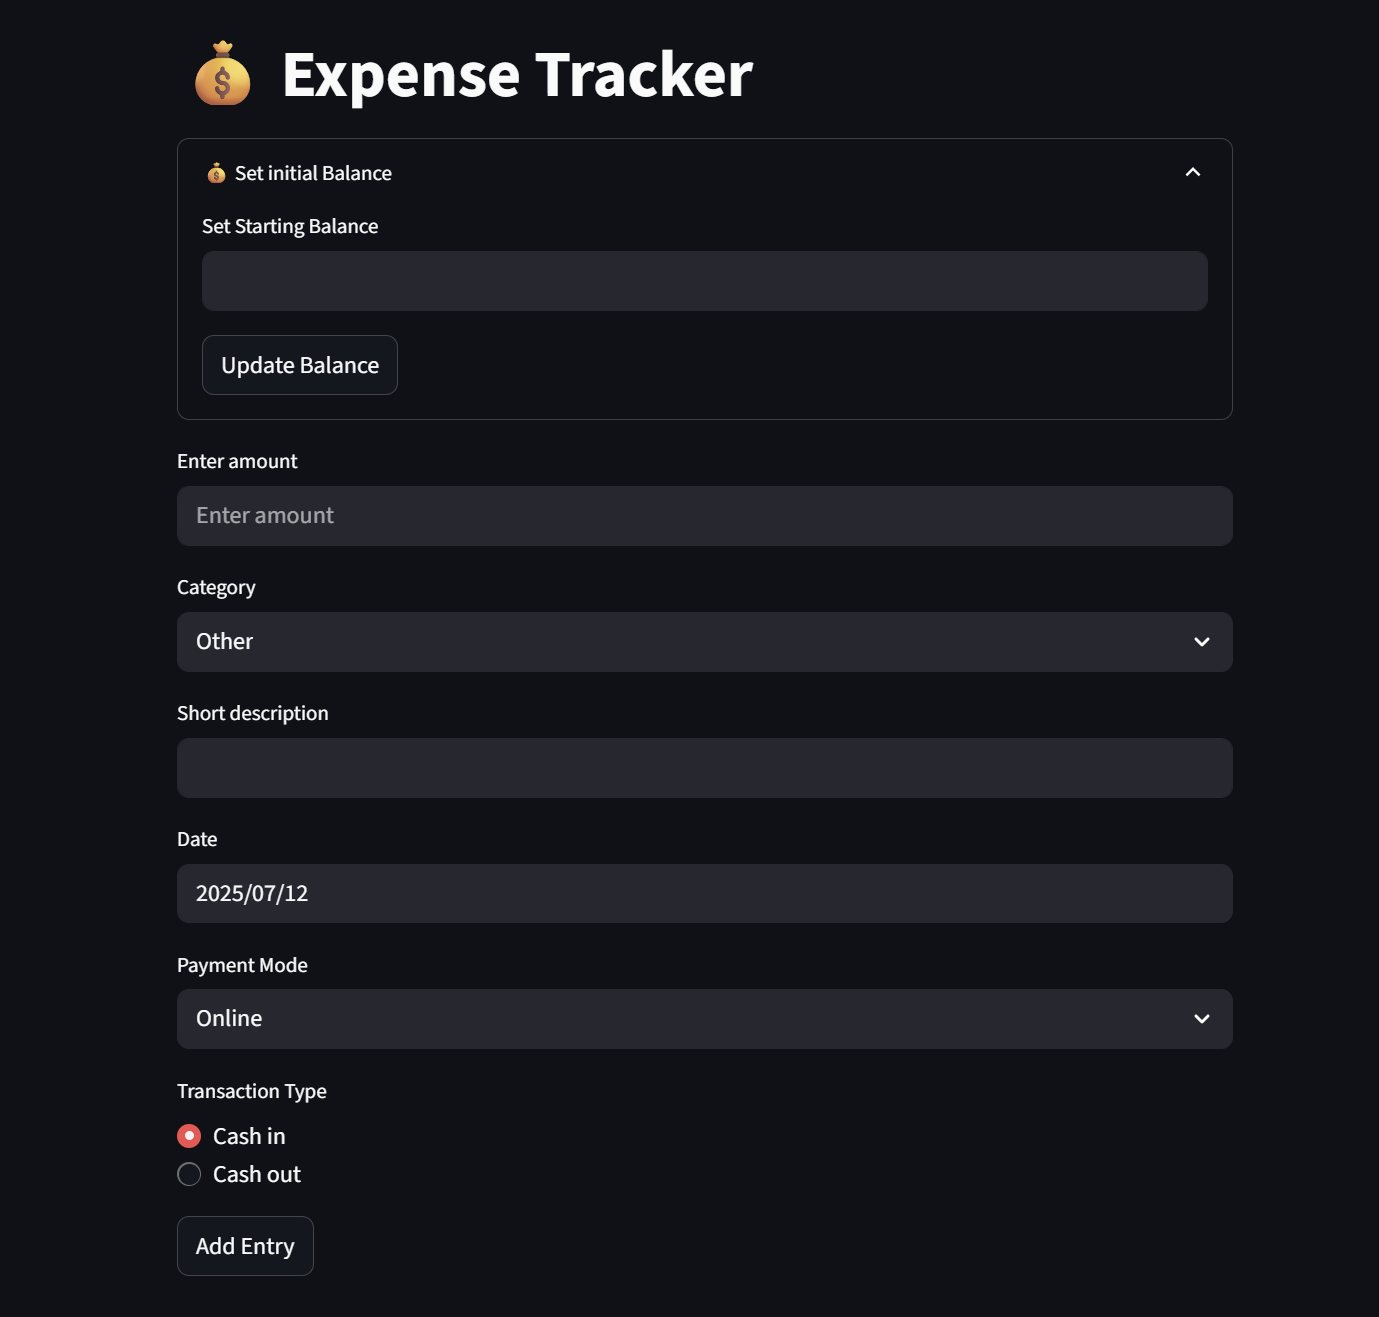 Expense Tracker
Set initial Balance
Set Starting Balance
Update Balance
Enter amount
Enter amount
Category
Other
Short description
Date
2025/07/12
Payment Mode
Online
Transaction Type
Cash in
Cash out
Add Entry